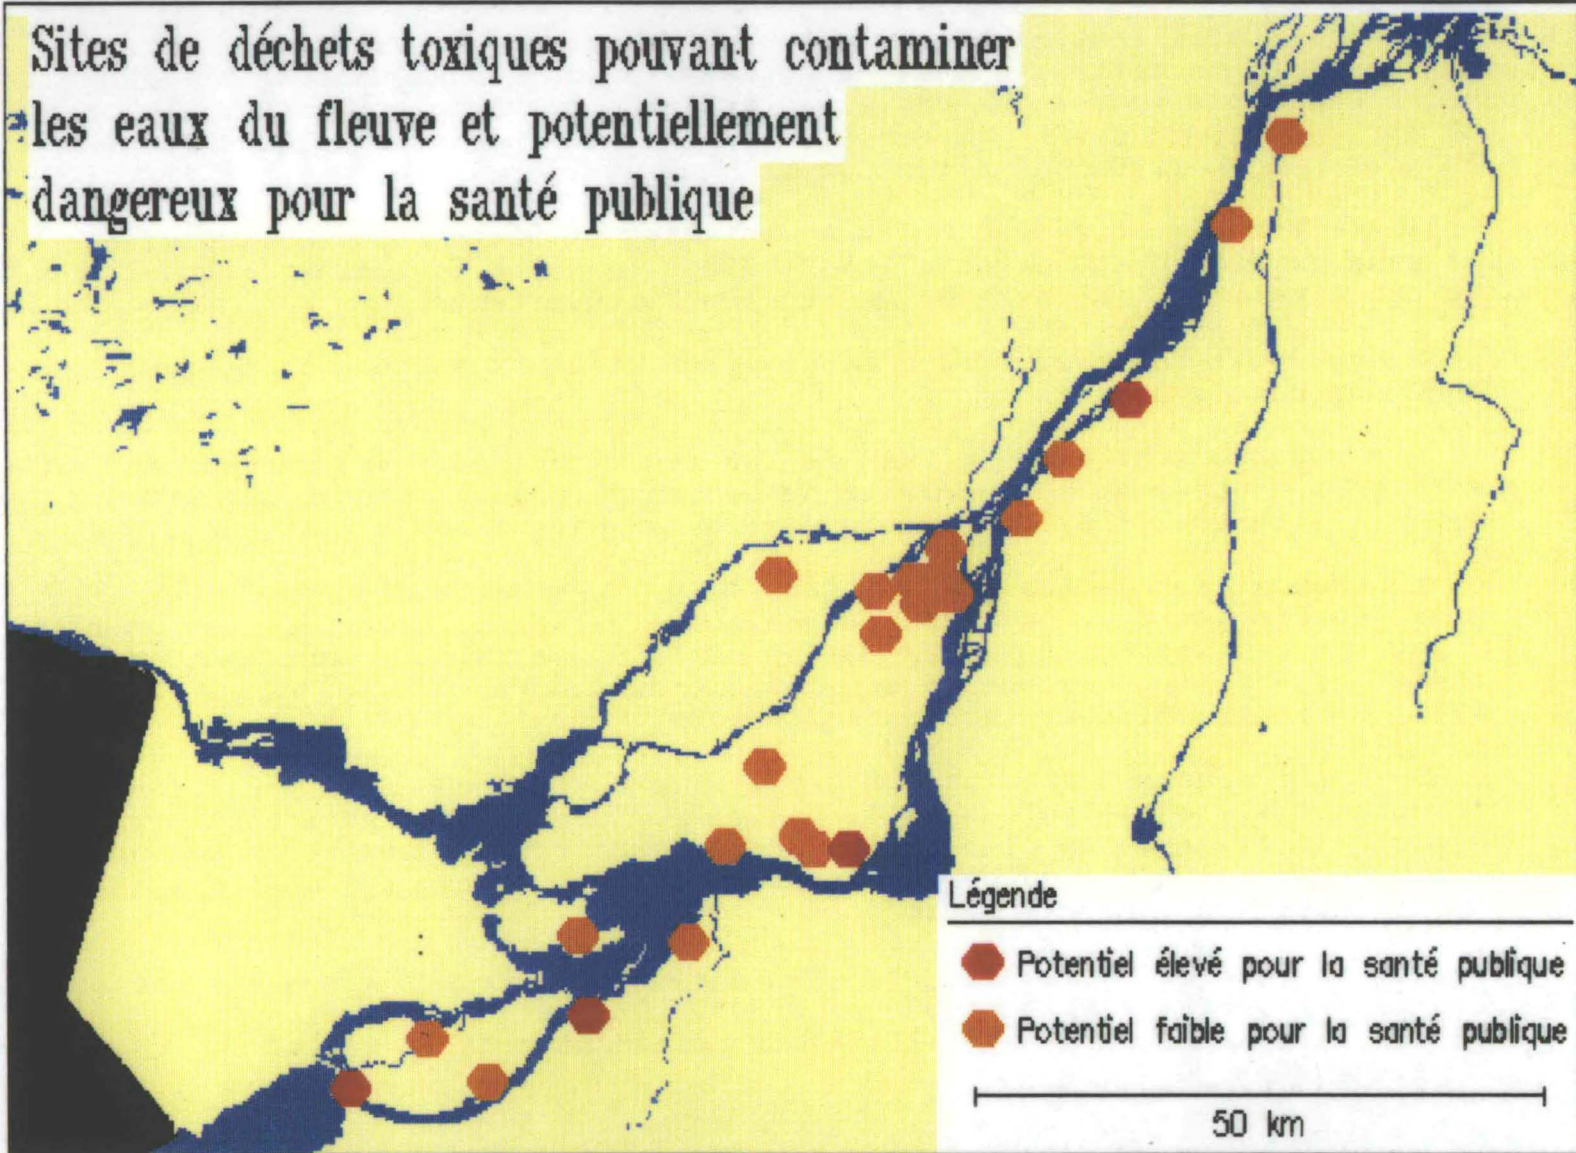 Sites de déchets toxiques pouvant contaminer
les eaux du fleuve et potentiellement
dangereux pour la santé publique
Légende
Potentiel élevé pour la santé publique
Potentiel faible pour la santé publique
50 km